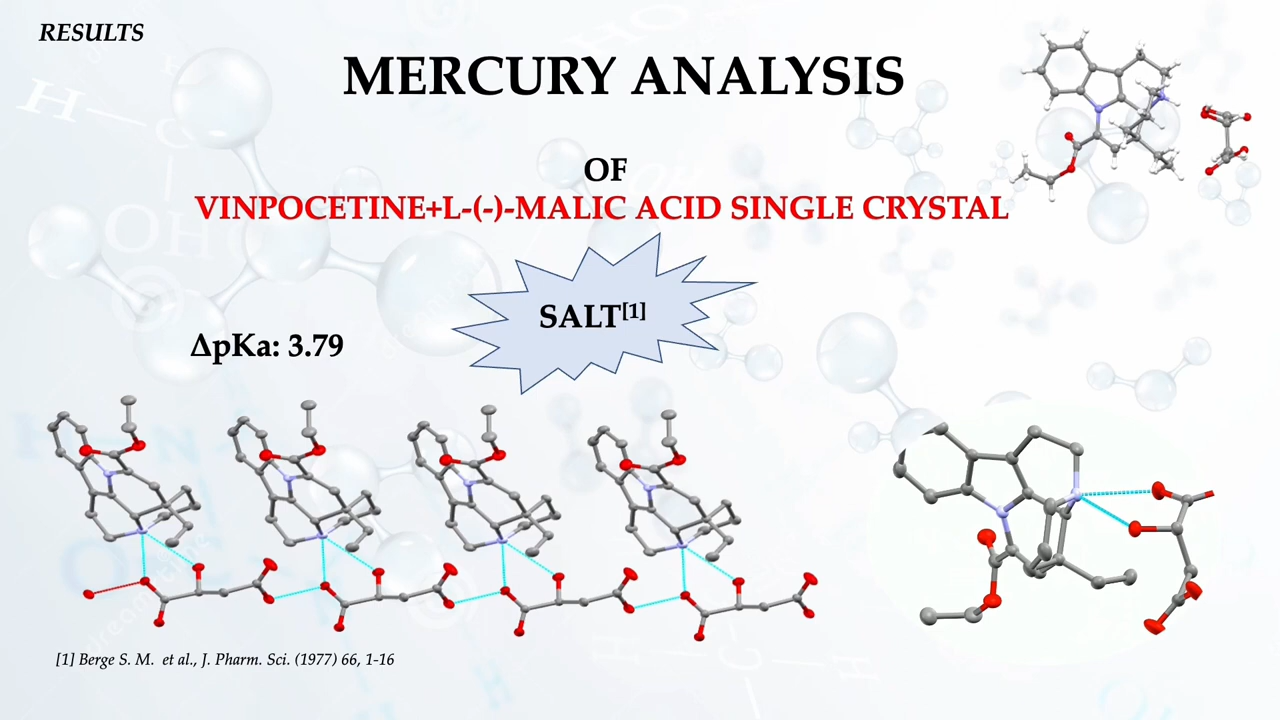 RESULTS
MERCURY ANALYSIS
OF
VINPOCETINE+L-(-)-MALIC ACID SINGLE CRYSTAL
SALT[1]
ΔpKa: 3.79
[1] Berge S. M. et al., J. Pharm. Sci. (1977) 66, 1-16